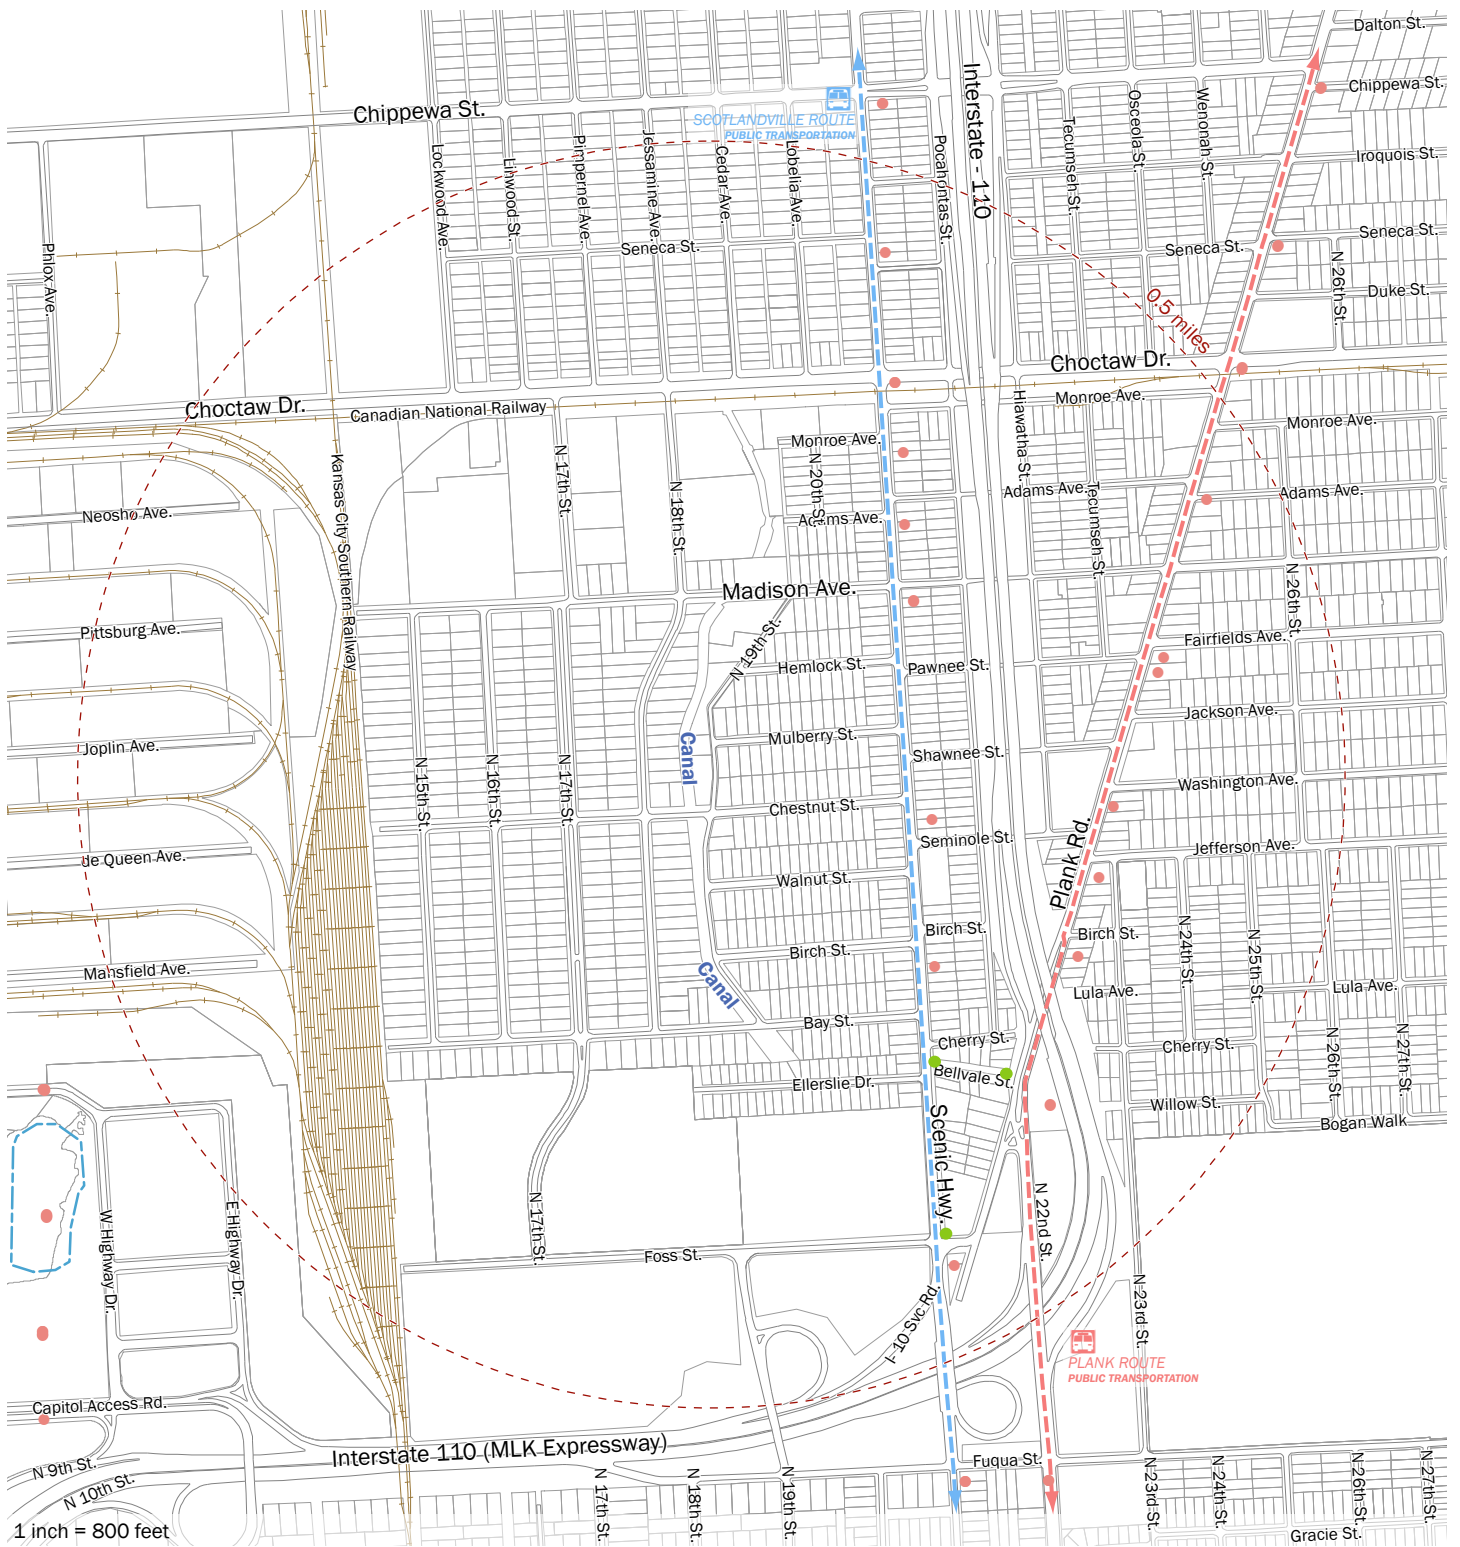 Dalton St.
Chippewa St.
Chippewa St.
SCOTLANDVILLE ROUTE
PUBLIC TRANSPORTATION
Interstate - 110
Osceola St.
Wenonah St.
Tecumseh St.
Lockwood Ave.
Linwood St.
Pimpernel Ave.
Jessamine Ave.
Cedar Ave.
Lobelia Ave.
Pocahontas St.
Iroquois St.
Phlox Ave.
Seneca St.
Seneca St.
Seneca St.
N 26th St.
Duke St.
0.5 miles
Choctaw Dr.
Choctaw Dr.
Canadian National Railway
Monroe Ave.
Hiawatha St.
Monroe Ave.
Monroe Ave.
N 17th St.
N 18th St.
N 20th St.
Kansas City Southern Railway
Neosho Ave.
Adams Ave.
Adams Ave.
Adams Ave.
Tecumseh St.
Madison Ave.
N 26th St.
Pittsburg Ave.
N 19th St.
Fairfields Ave.
Hemlock St.
Pawnee St.
Jackson Ave.
Joplin Ave.
Canal
Mulberry St.
Shawnee St.
N 15th St.
N 16th St.
N 17th St.
Washington Ave.
Chestnut St.
Seminole St.
Plank Rd.
Jefferson Ave.
de Queen Ave.
Walnut St.
Birch St.
Birch St.
Birch St.
N 24th St.
N 25th St.
Mansfield Ave.
Canal
Lula Ave.
Lula Ave.
Bay St.
Cherry St.
Cherry St.
N 26th St.
N 27th St.
Ellerslie Dr.
Bellvale St.
Willow St.
Bogan Walk
Scenic Hwy.
W Highway Dr.
E Highway Dr.
N 17th St.
N 22nd St.
Foss St.
I-10 Svc Rd.
N 23rd St.
PLANK ROUTE
PUBLIC TRANSPORTATION
Capitol Access Rd.
Interstate 110 (MLK Expressway)
Fuqua St.
N 9th St.
N 10th St.
N 17th St.
N 18th St.
N 19th St.
N 23rd St.
N 24th St.
N 26th St.
N 27th St.
Gracie St.
1 inch = 800 feet